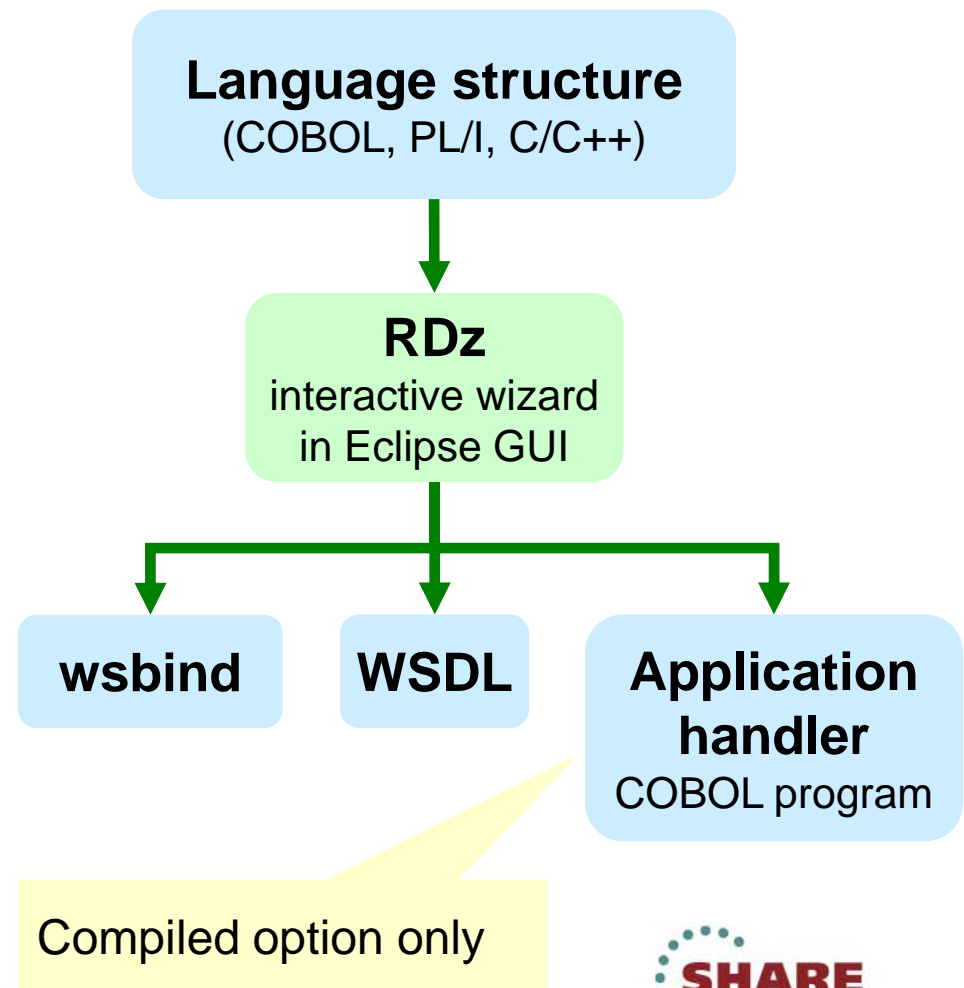 Language structure
(COBOL, PL/I, C/C++)
RDz
interactive wizard
in Eclipse GUI
wsbind
WSDL
Application
handler
COBOL program
Compiled option only
SHARE